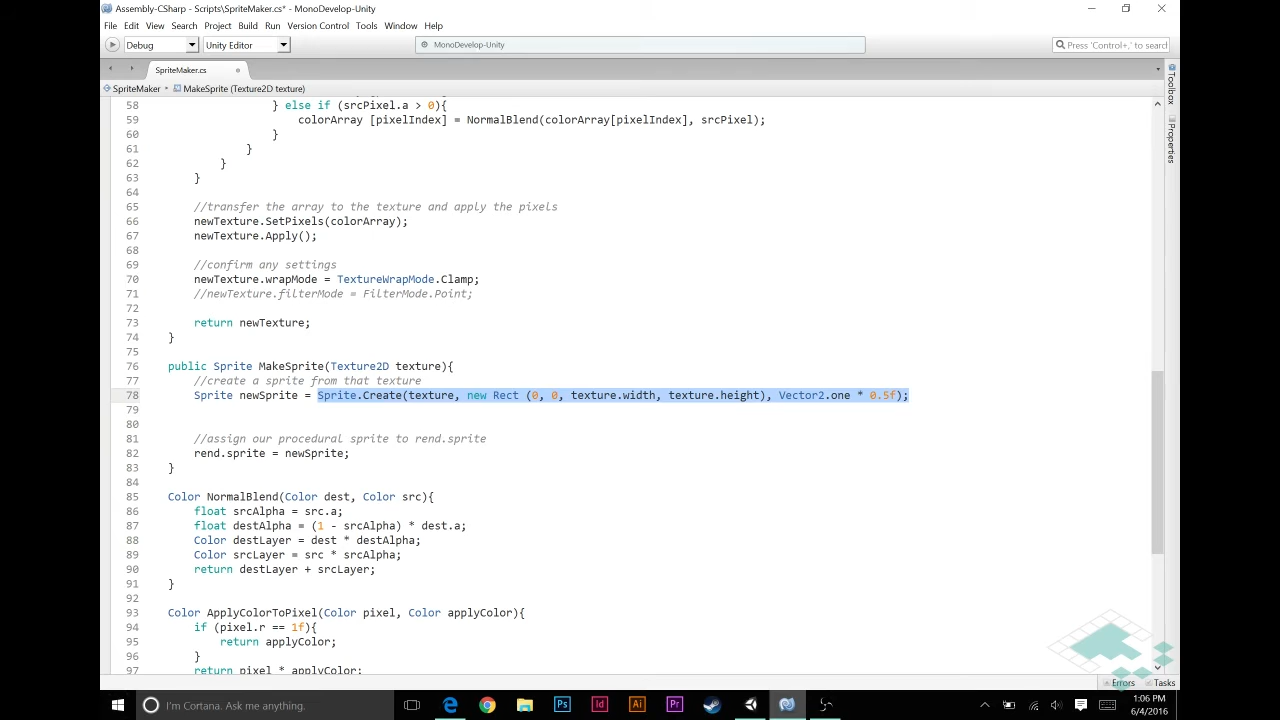 Assembly-CSharp - Scripts\SpriteMaker.cs* - MonoDevelop-Unity
File Edit View Search Project Build Run Version Control Tools Window Help
Debug Unity Editor MonoDevelop-Unity Press 'Control+,' to search
SpriteMaker.cs
SpriteMaker MakeSprite (Texture2D texture)
Toolbox
Properties
58 } else if (srcPixel.a > 0){
59 colorArray [pixelIndex] = NormalBlend(colorArray[pixelIndex], srcPixel);
60 }
61 }
62 }
63 }
64
65 //transfer the array to the texture and apply the pixels
66 newTexture.SetPixels(colorArray);
67 newTexture.Apply();
68
69 //confirm any settings
70 newTexture.wrapMode = TextureWrapMode.Clamp;
71 //newTexture.filterMode = FilterMode.Point;
72
73 return newTexture;
74 }
75
76 public Sprite MakeSprite(Texture2D texture){
77 //create a sprite from that texture
78 Sprite newSprite = Sprite.Create(texture, new Rect (0, 0, texture.width, texture.height), Vector2.one * 0.5f);
79
80
81 //assign our procedural sprite to rend.sprite
82 rend.sprite = newSprite;
83 }
84
85 Color NormalBlend(Color dest, Color src){
86 float srcAlpha = src.a;
87 float destAlpha = (1 - srcAlpha) * dest.a;
88 Color destLayer = dest * destAlpha;
89 Color srcLayer = src * srcAlpha;
90 return destLayer + srcLayer;
91 }
92
93 Color ApplyColorToPixel(Color pixel, Color applyColor){
94 if (pixel.r == 1f){
95 return applyColor;
96 }
97 return pixel * applyColor;
Errors Tasks
I'm Cortana. Ask me anything.
Ps Id Ai Pr
1:06 PM
6/4/2016